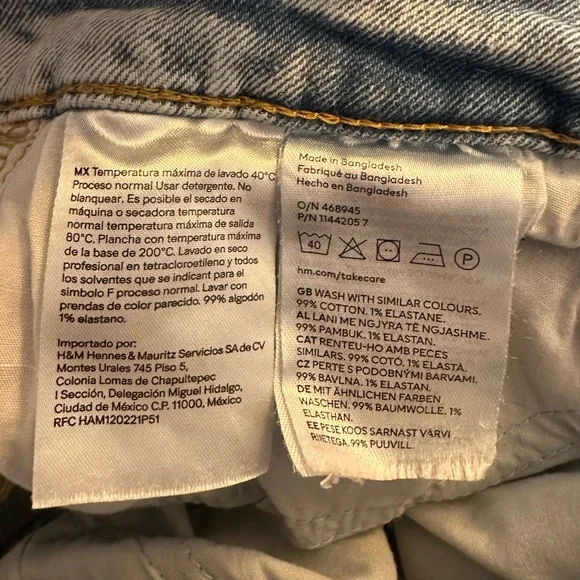 MX Temperatura máxima de lavado 40°C
Proceso normal Usar detergente. No
blanquear. Es posible el secado en
máquina o secadora temperatura
normal temperatura máxima de salida
80°C. Plancha con temperatura máxima
de la base de 200°C. Lavado en seco
profesional en tetracloroetileno y todos
los solventes que se indican para el
simbolo F proceso normal. Lavar con
prendas de color parecido. 99% algodón
1% elastano.
Importado por:
H&M Hennes & Mauritz Servicios SA de CV
Montes Urales 745 Piso 5,
Colonia Lomas de Chapultepec
I Sección, Delegación Miguel Hidalgo,
Ciudad de México C.P. 11000, México
RFC HAM120221P51
Made in Bangladesh
Fabriqué au Bangladesh
Hecho en Bangladesh
O/N 468945
P/N 1144205 7
40 P
hm.com/takecare
GB WASH WITH SIMILAR COLOURS.
99% COTTON. 1% ELASTANE.
AL LANI ME NGJYRA TË NGJASHME.
99% PAMBUK. 1% ELASTAN.
CAT RENTEU-HO AMB PECES
SIMILARS. 99% COTÓ. 1% ELASTA.
CZ PERTE S PODOBNÝMI BARVAMI.
99% BAVLNA. 1% ELASTAN.
DE MIT ÄHNLICHEN FARBEN
WASCHEN. 99% BAUMWOLLE. 1%
ELASTHAN.
EE PESE KOOS SARNAST VÄRVI
RIIETEGA. 99% PUUVILL.